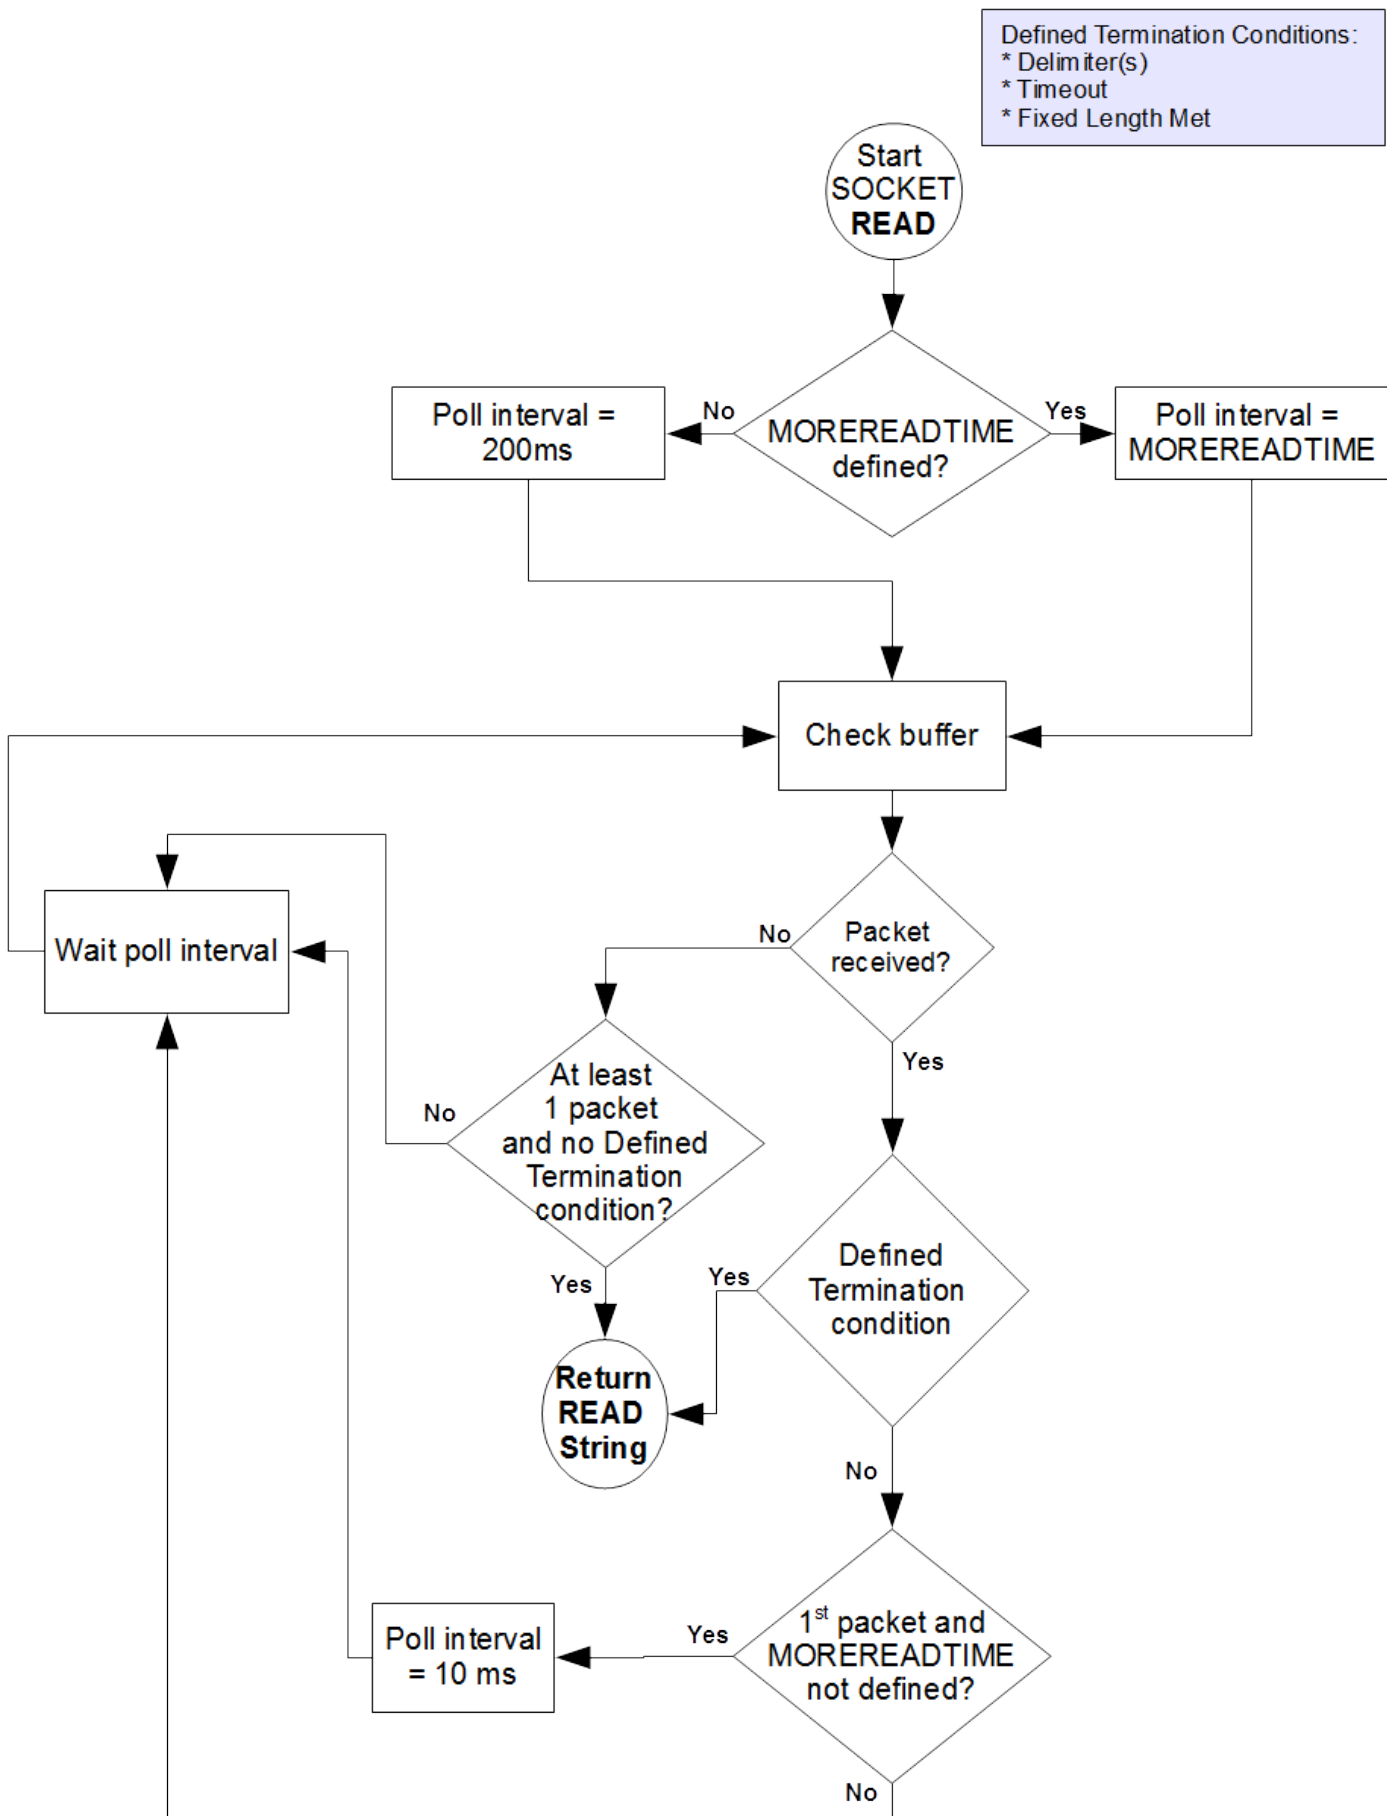 Defined Termination Conditions:
* Delimiter(s)
* Timeout
* Fixed Length Met
Start
SOCKET
READ
MOREREADTIME
defined?
No
Yes
Poll interval =
200ms
Poll interval =
MOREREADTIME
Check buffer
Packet
received?
No
Yes
Wait poll interval
At least
1 packet
and no Defined
Termination
condition?
No
Yes
Defined
Termination
condition
Yes
No
Return
READ
String
1st packet and
MOREREADTIME
not defined?
Yes
No
Poll interval
= 10 ms